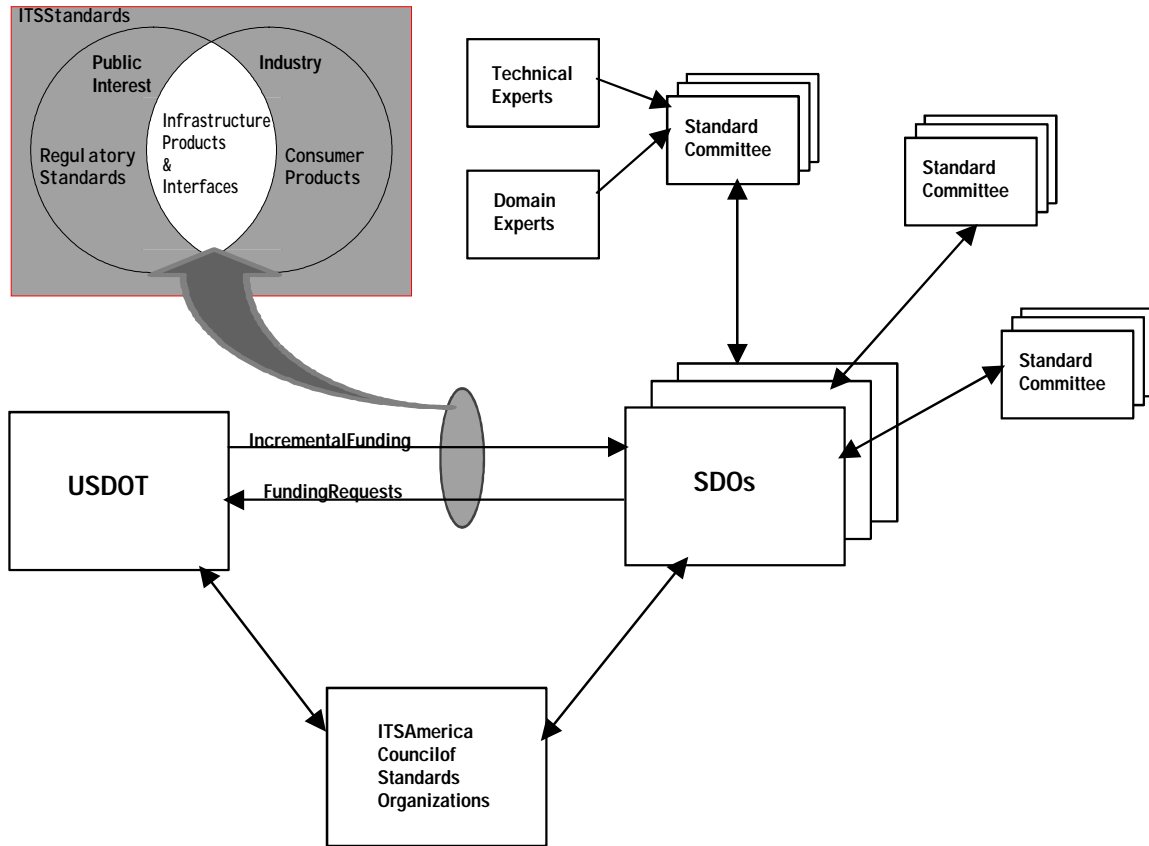 ITSStandards
Public
Interest
Industry
Infrastructure
Products
&
Interfaces
Regulatory
Standards
Consumer
Products
Technical
Experts
Domain
Experts
Standard
Committee
Standard
Committee
Standard
Committee
USDOT
IncrementalFunding
FundingRequests
SDOs
ITSAmerica
Councilof
Standards
Organizations